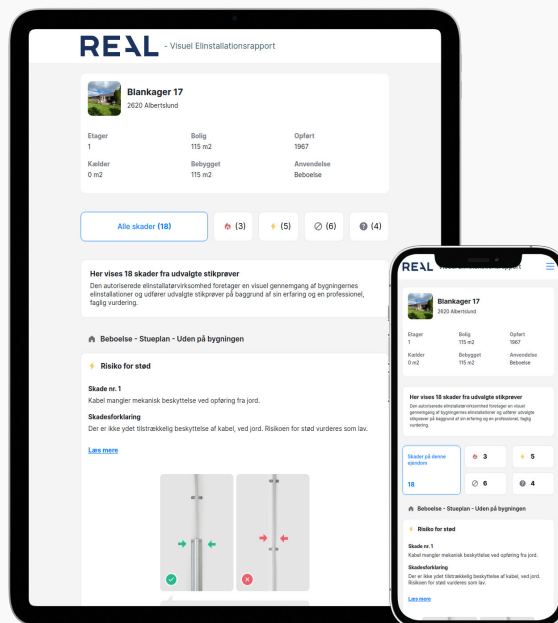 REAL - Visuel Elinstallationsrapport
Blankager 17
2620 Albertslund
Etager Bolig Opført
1 115 m2 1967
Kælder Bebygget Anvendelse
0 m2 115 m2 Beboelse
Alle skader (18) (3) (5) (6) (4)
Her vises 18 skader fra udvalgte stikprøver
Den autoriserede elinstallatørvirksomhed foretager en visuel gennemgang af bygningernes
elinstallationer og udfører udvalgte stikprøver på baggrund af sin erfaring og en professionel,
faglig vurdering.
Beboelse - Stueplan - Uden på bygningen
Risiko for stød
Skade nr. 1
Kabel mangler mekanisk beskyttelse ved opføring fra jord.
Skadesforklaring
Der er ikke ydet tilstrækkelig beskyttelse af kabel, ved jord. Risikoen for stød vurderes som lav.
Læs mere
REAL
Blankager 17
2620 Albertslund
Etager Bolig Opført
1 115 m2 1967
Kælder Bebygget Anvendelse
0 m2 115 m2 Beboelse
Her vises 18 skader fra udvalgte stikprøver
Den autoriserede elinstallatørvirksomhed foretager en visuel
gennemgang af bygningernes elinstallationer og udfører udvalgte
stikprøver på baggrund af sin erfaring og en professionel, faglig
vurdering.
Skader på denne
ejendom
18
3 5
6 4
Beboelse - Stueplan - Uden på bygningen
Risiko for stød
Skade nr. 1
Kabel mangler mekanisk beskyttelse ved opføring fra jord.
Skadesforklaring
Der er ikke ydet tilstrækkelig beskyttelse af kabel, ved jord.
Risikoen for stød vurderes som lav.
Læs mere